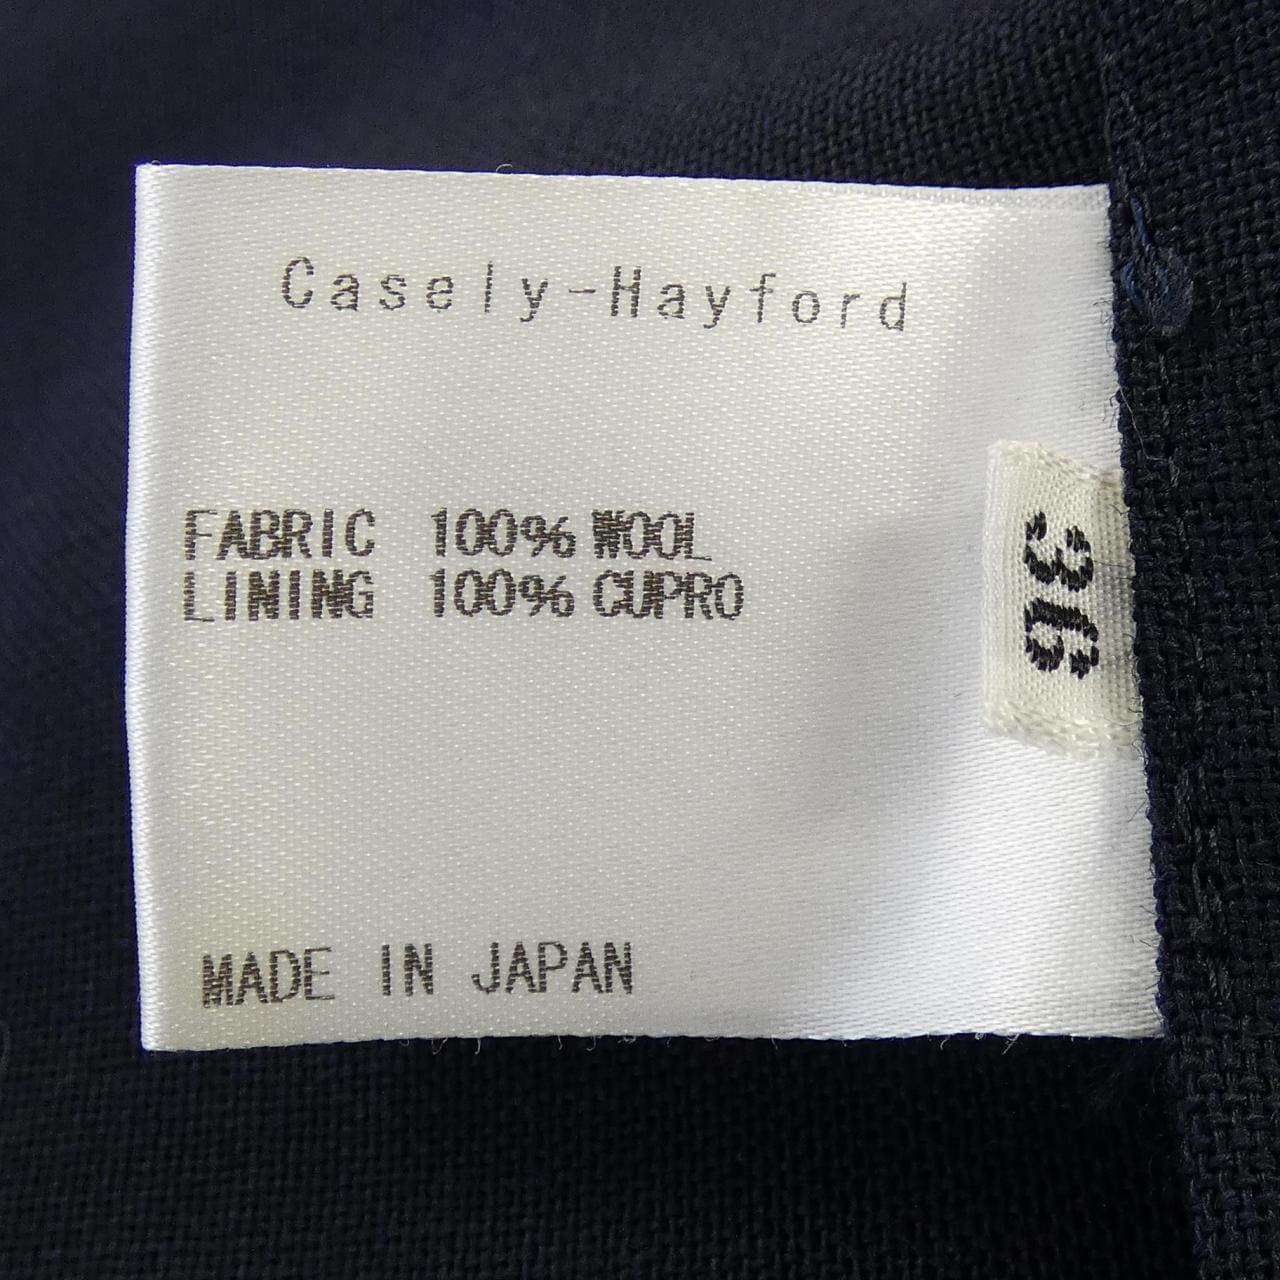 Casely-Hayford
FABRIC 100% WOOL
LINING 100% CUPRO
36
MADE IN JAPAN